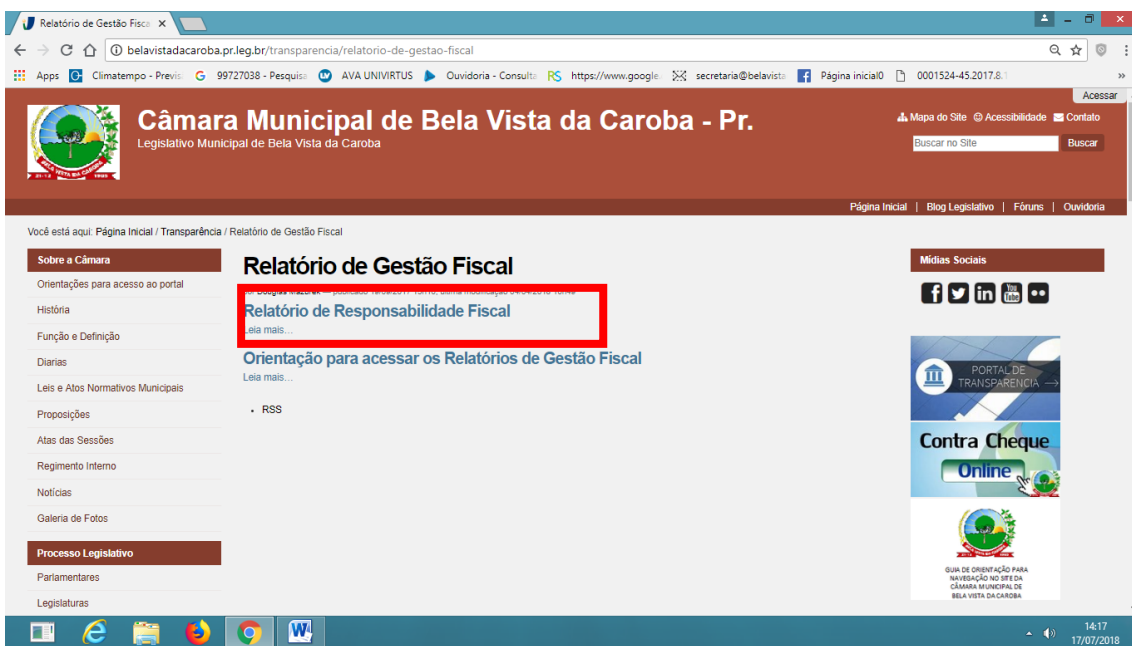 Relatório de Gestão Fisca
belavistadacaroba.pr.leg.br/transparencia/relatorio-de-gestao-fiscal
Apps
Climatempo - Previs
99727038 - Pesquisa
AVA UNIVIRTUS
Ouvidoria - Consulta
RS https://www.google.
secretaria@belavista
Página inicial0
0001524-45.2017.8.1
»
Acessar
Câmara Municipal de Bela Vista da Caroba - Pr.
Legislativo Municipal de Bela Vista da Caroba
Mapa do Site Acessibilidade Contato
Buscar no Site
Buscar
Página Inicial | Blog Legislativo | Fóruns | Ouvidoria
Você está aqui: Página Inicial / Transparência / Relatório de Gestão Fiscal
Sobre a Câmara
Orientações para acesso ao portal
História
Função e Definição
Diarias
Leis e Atos Normativos Municipais
Proposições
Atas das Sessões
Regimento Interno
Notícias
Galeria de Fotos
Processo Legislativo
Parlamentares
Legislaturas
Relatório de Gestão Fiscal
Relatório de Responsabilidade Fiscal
Leia mais…
Orientação para acessar os Relatórios de Gestão Fiscal
Leia mais…
RSS
Mídias Sociais
PORTAL DE
TRANSPARENCIA
Contra Cheque
Online
GUIA DE ORIENTAÇÃO PARA
NAVEGAÇÃO NO SITE DA
CÂMARA MUNICIPAL DE
BELA VISTA DA CAROBA
14:17
17/07/2018